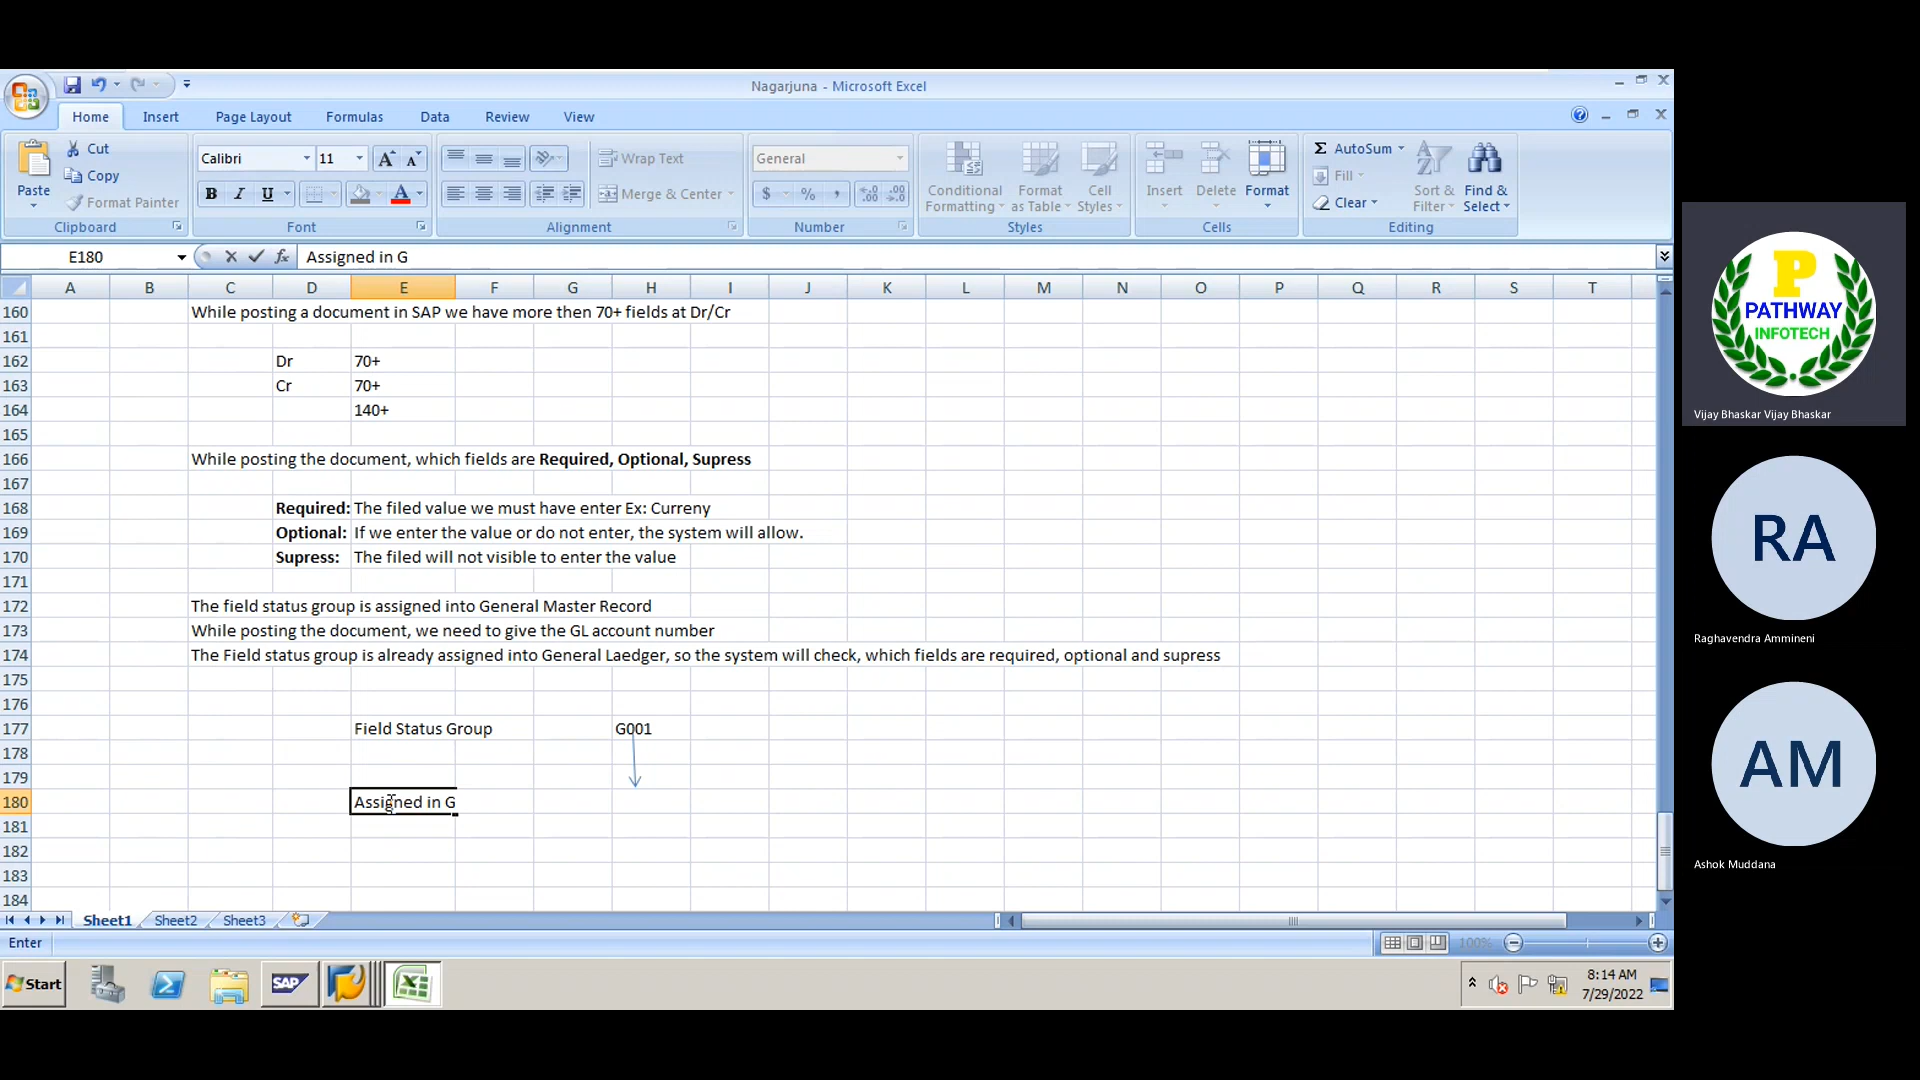 Nagarjuna - Microsoft Excel
Home Insert Page Layout Formulas Data Review View
Paste
Cut
Copy
Format Painter
Clipboard
Calibri 11
B I U
Font
Wrap Text
Merge & Center
Alignment
General
$ % ,
Number
Conditional Formatting
Format as Table
Cell Styles
Styles
Insert Delete Format
Cells
Σ AutoSum
Fill
Clear
Sort & Filter
Find & Select
Editing
E180 fx Assigned in G
A B C D E F G H I J K L M N O P Q R S T
160 While posting a document in SAP we have more then 70+ fields at Dr/Cr
161
162 Dr 70+
163 Cr 70+
164 140+
165
166 While posting the document, which fields are Required, Optional, Supress
167
168 Required: The filed value we must have enter Ex: Curreny
169 Optional: If we enter the value or do not enter, the system will allow.
170 Supress: The filed will not visible to enter the value
171
172 The field status group is assigned into General Master Record
173 While posting the document, we need to give the GL account number
174 The Field status group is already assigned into General Laedger, so the system will check, which fields are required, optional and supress
175
176
177 Field Status Group G001
178
179
180 Assigned in G
181
182
183
184
Sheet1 Sheet2 Sheet3
Enter 100%
Start SAP
8:14 AM
7/29/2022
P
PATHWAY
INFOTECH
Vijay Bhaskar Vijay Bhaskar
RA
Raghavendra Ammineni
AM
Ashok Muddana